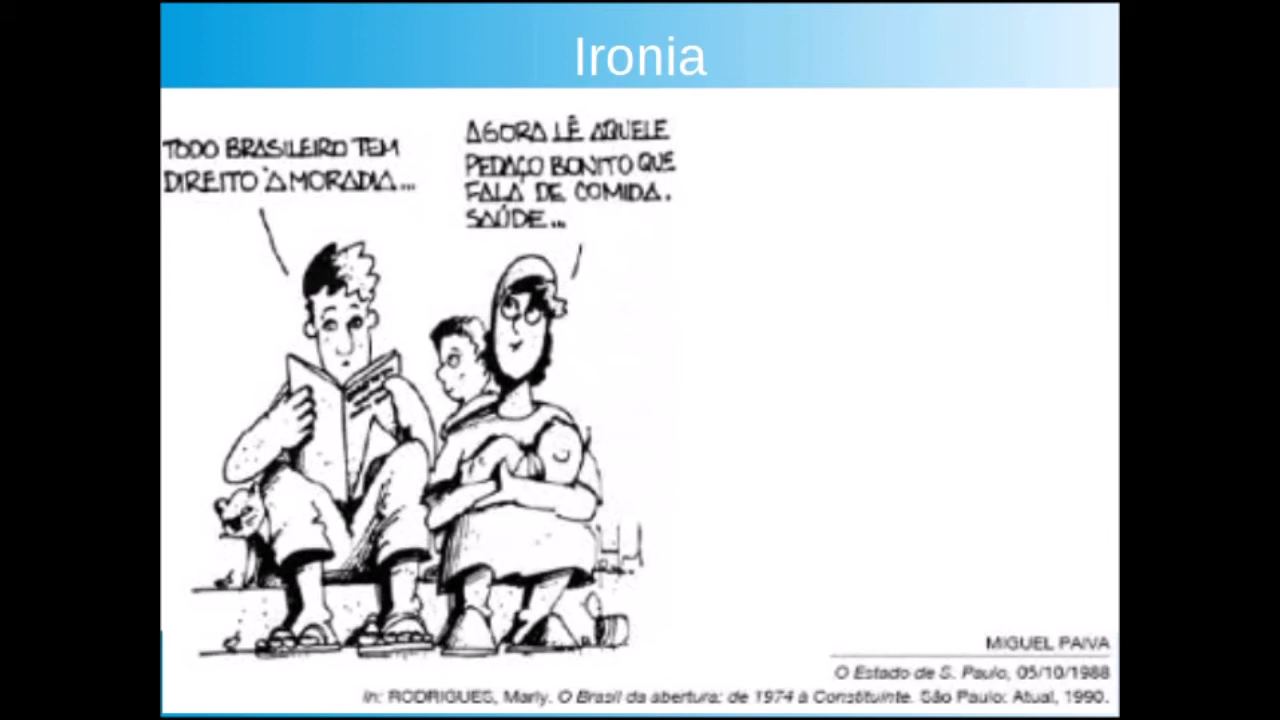 Ironia
TODO BRASILEIRO TEM
DIREITO À MORADIA...
AGORA LÊ AQUELE
PEDAÇO BONITO QUE
FALA DE COMIDA.
SAÚDE...
MIGUEL PAIVA
O Estado de S. Paulo, 05/10/1988
In: RODRIGUES, Marly. O Brasil da abertura: de 1974 à Constituinte. São Paulo: Atual, 1990.